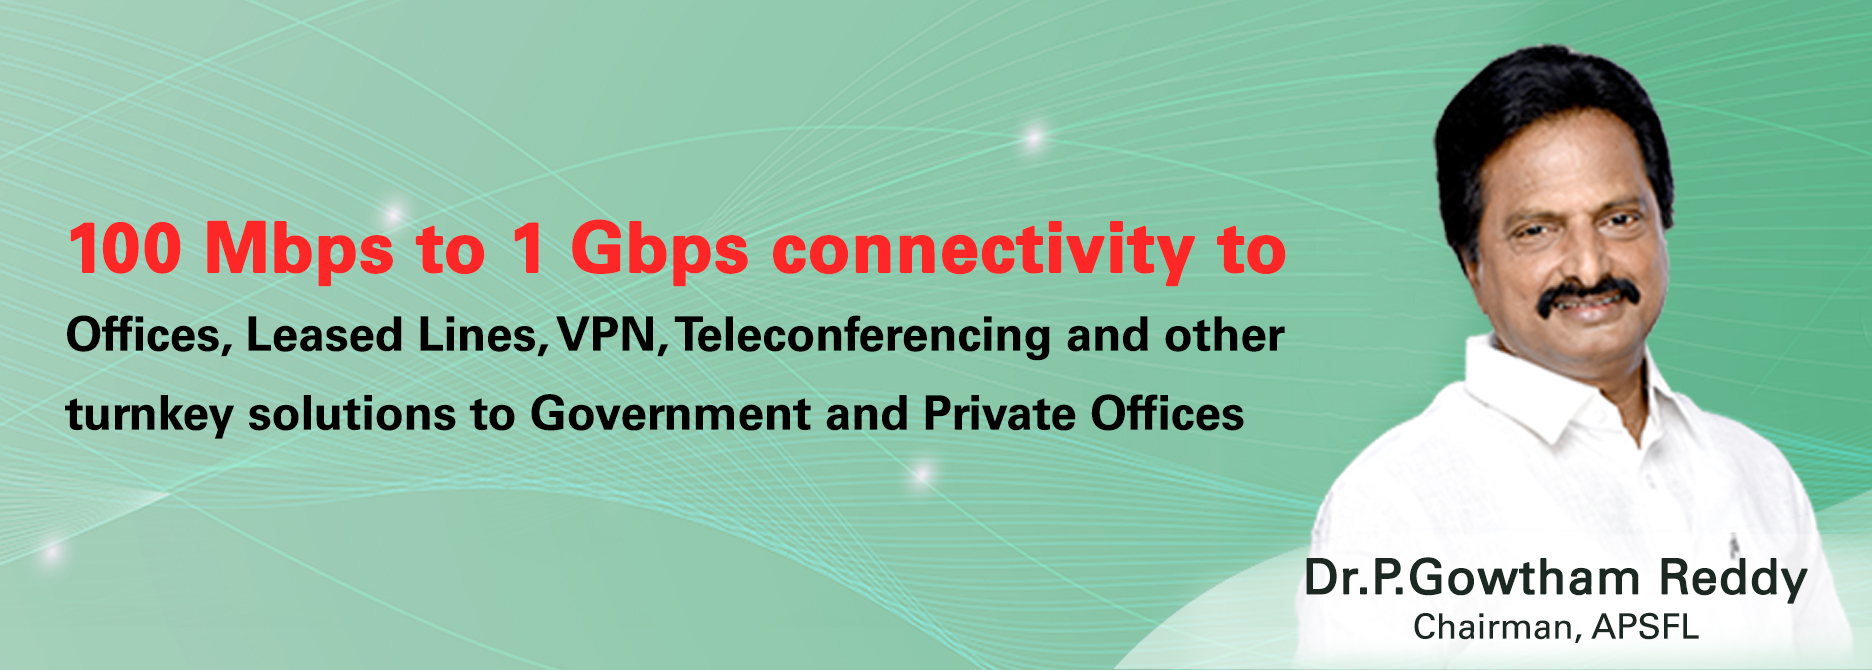 100 Mbps to 1 Gbps connectivity to
Offices, Leased Lines, VPN, Teleconferencing and other
turnkey solutions to Government and Private Offices
Dr.P.Gowtham Reddy
Chairman, APSFL